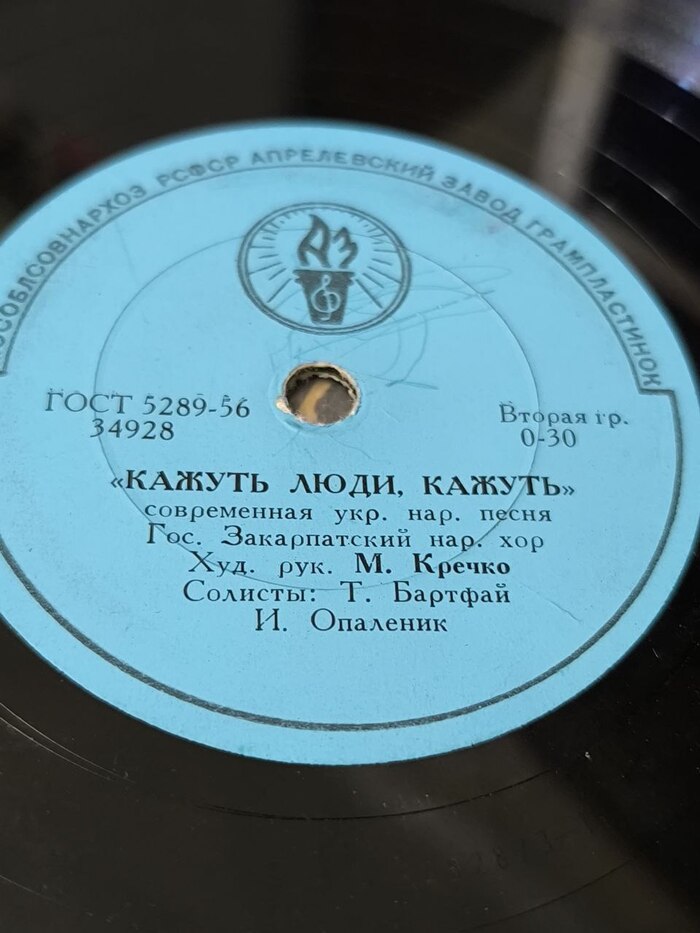 РСФСР АПРЕЛЕВСКИЙ ЗАВОД ГРАМПЛАСТИНОК
АЗ
ГОСТ 5289-56
34928
Вторая гр.
0-30
«КАЖУТЬ ЛЮДИ, КАЖУТЬ»
современная укр. нар. песня
Гос. Закарпатский нар. хор
Худ. рук. М. Кречко
Солисты: Т. Бартфай
И. Опаленик